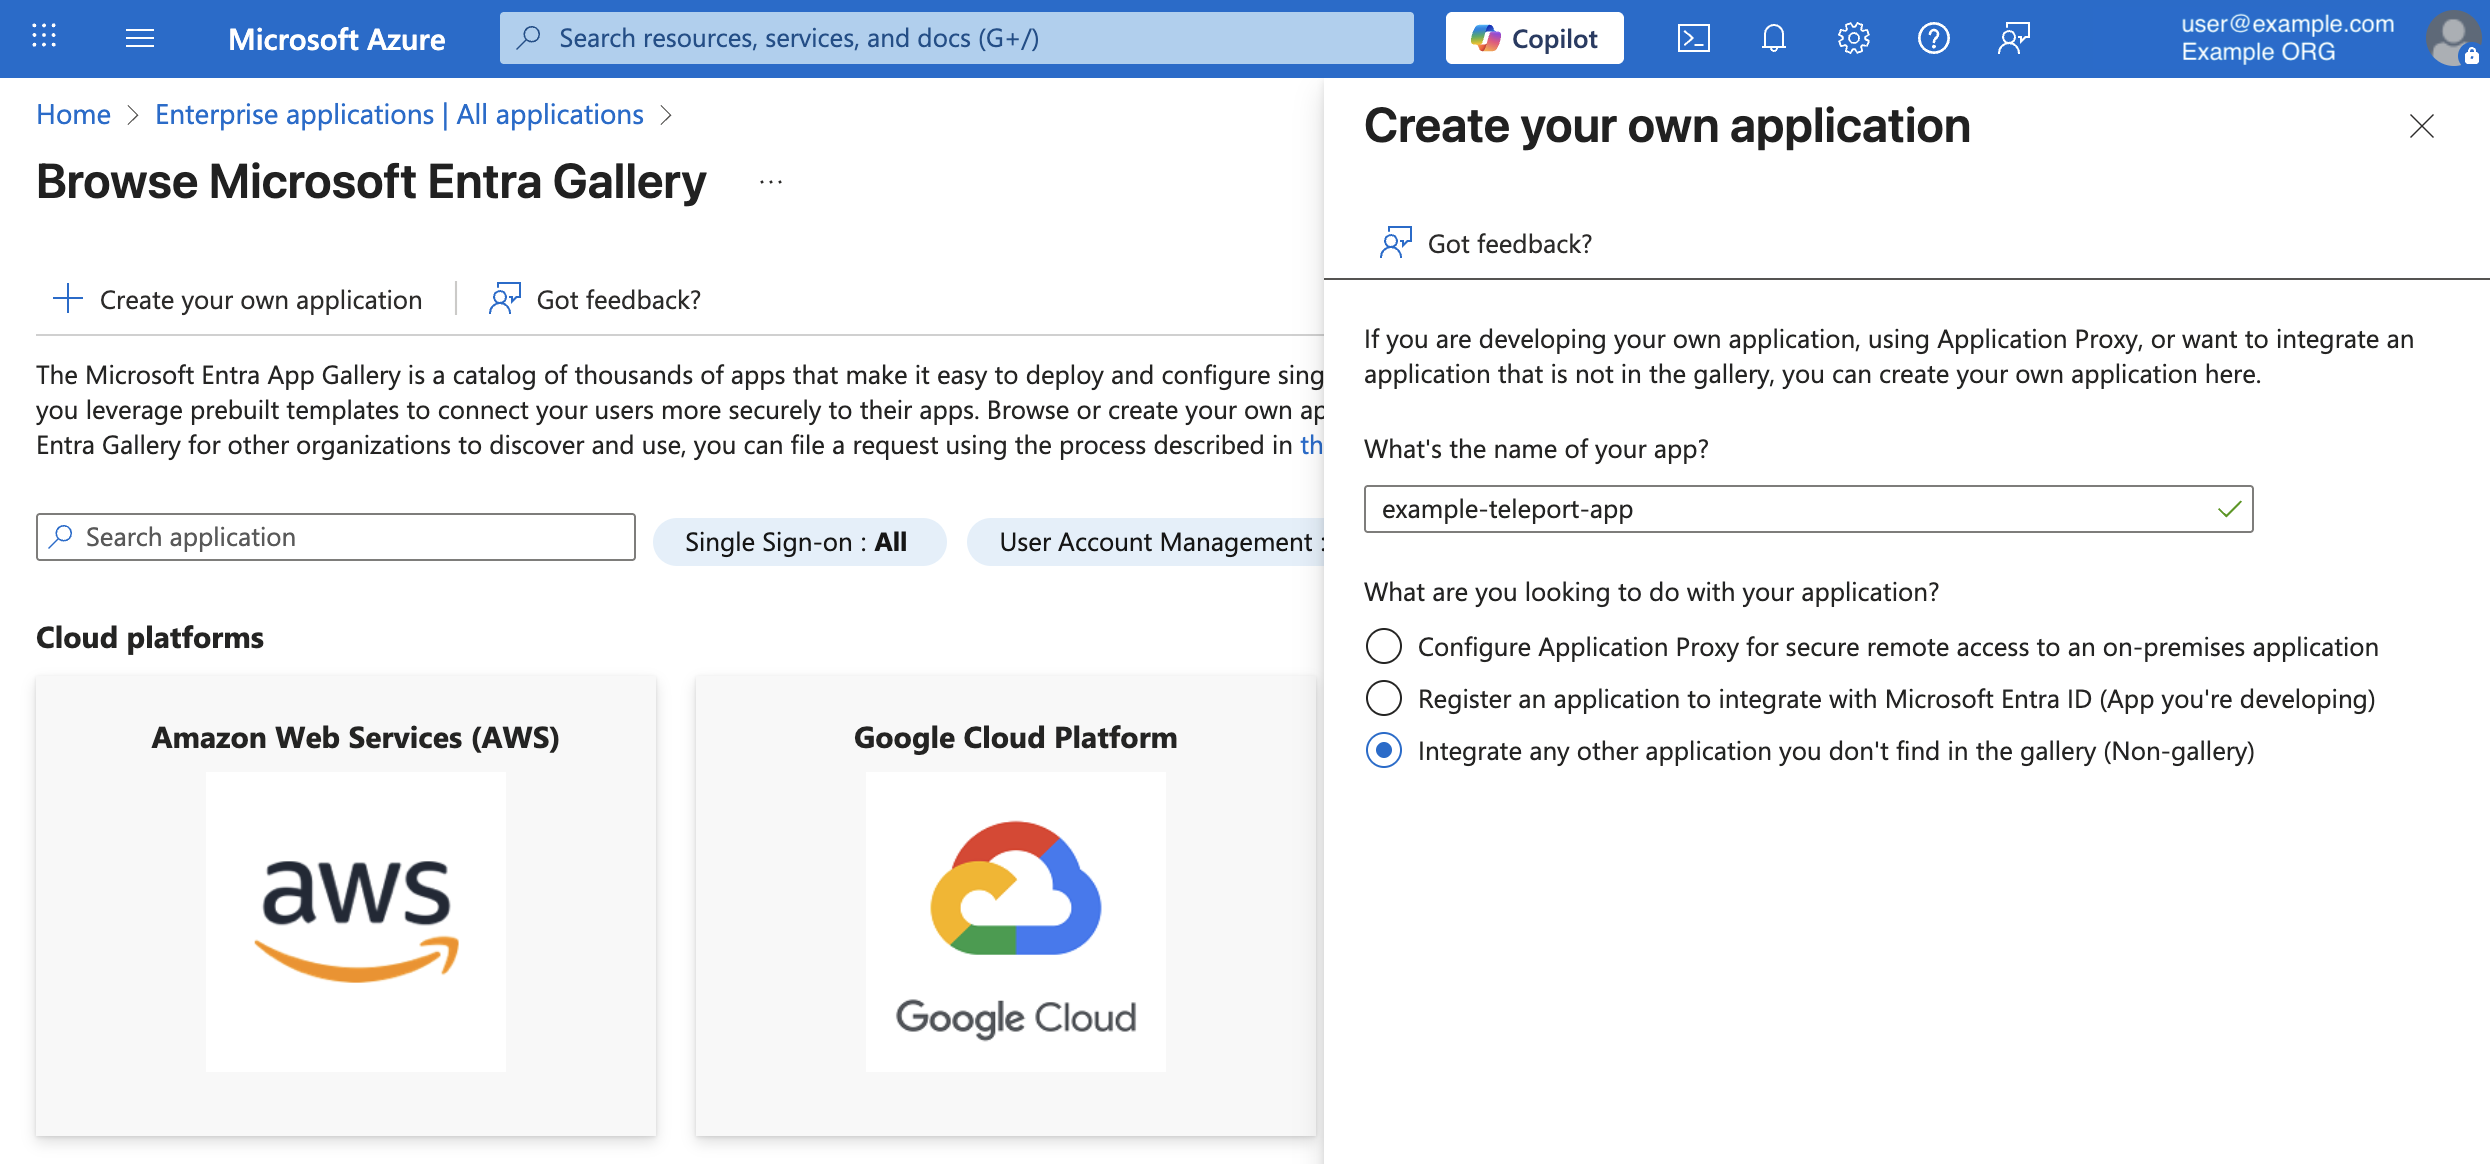 Microsoft Azure
Search resources, services, and docs (G+/)
Copilot
user@example.com
Example ORG
Home > Enterprise applications | All applications >
Browse Microsoft Entra Gallery ...
Create your own application
Got feedback?
The Microsoft Entra App Gallery is a catalog of thousands of apps that make it easy to deploy and configure sing
you leverage prebuilt templates to connect your users more securely to their apps. Browse or create your own ap
Entra Gallery for other organizations to discover and use, you can file a request using the process described in th
Search application
Single Sign-on : All
User Account Management :
Cloud platforms
Amazon Web Services (AWS)
aws
Google Cloud Platform
Google Cloud
Create your own application
Got feedback?
If you are developing your own application, using Application Proxy, or want to integrate an
application that is not in the gallery, you can create your own application here.
What's the name of your app?
example-teleport-app
What are you looking to do with your application?
Configure Application Proxy for secure remote access to an on-premises application
Register an application to integrate with Microsoft Entra ID (App you're developing)
Integrate any other application you don't find in the gallery (Non-gallery)